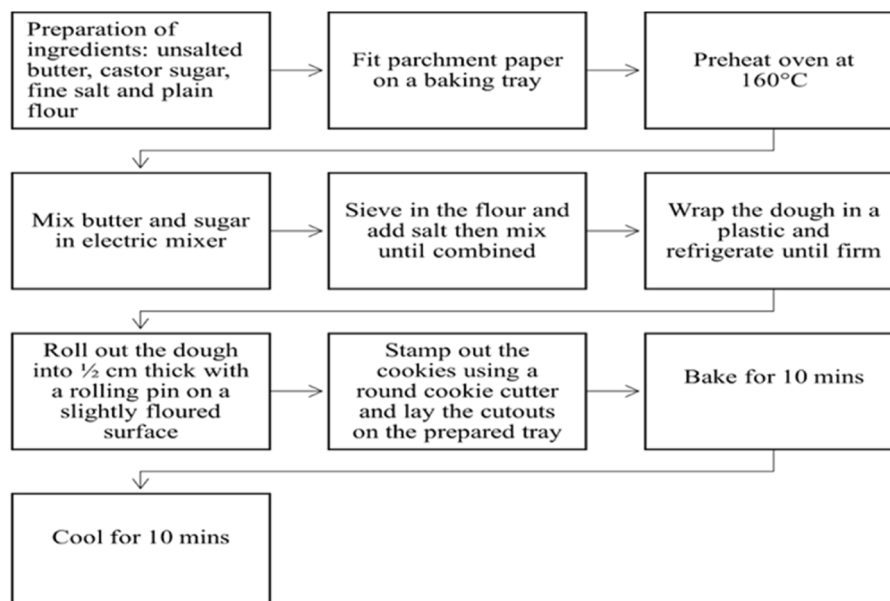 Preparation of
ingredients: unsalted
butter, castor sugar,
fine salt and plain
flour
Fit parchment paper
on a baking tray
Preheat oven at
160°C
Mix butter and sugar
in electric mixer
Sieve in the flour and
add salt then mix
until combined
Wrap the dough in a
plastic and
refrigerate until firm
Roll out the dough
into ½ cm thick with
a rolling pin on a
slightly floured
surface
Stamp out the
cookies using a
round cookie cutter
and lay the cutouts
on the prepared tray
Bake for 10 mins
Cool for 10 mins